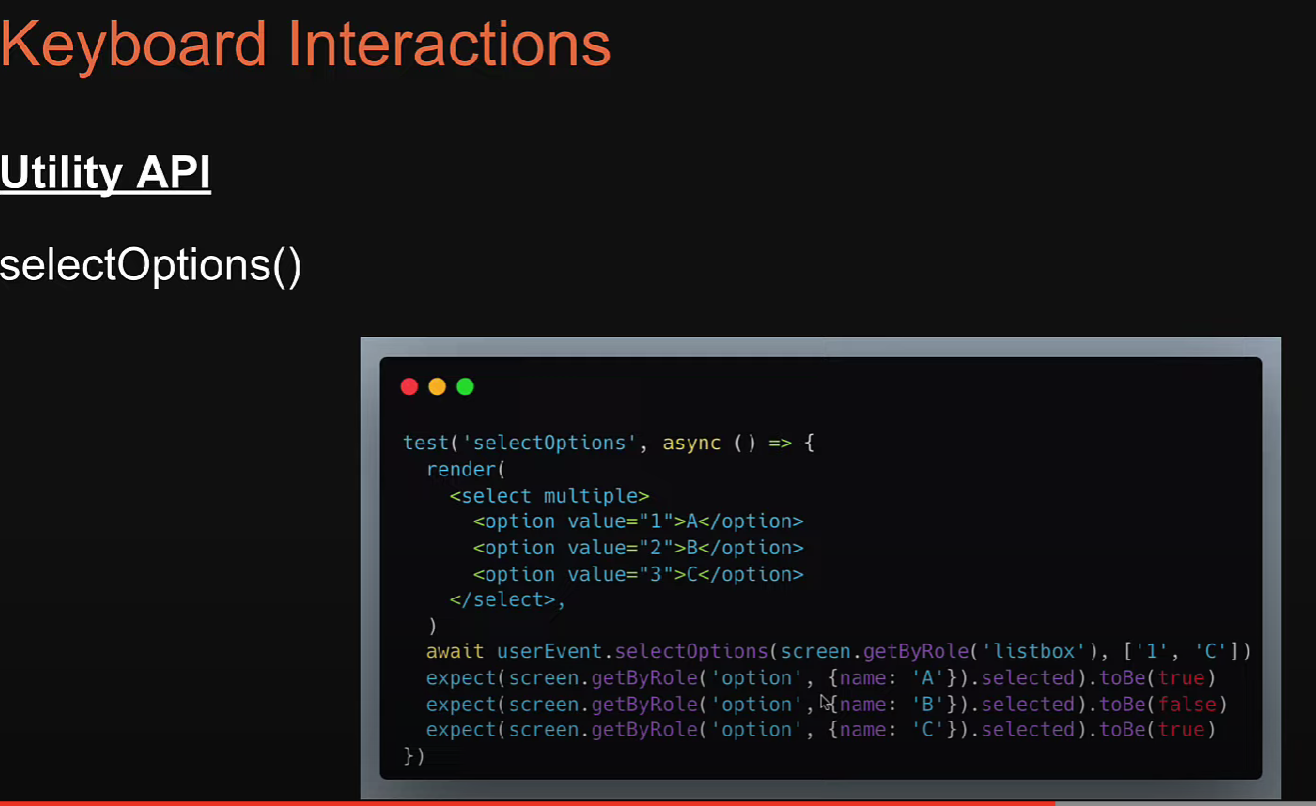 Keyboard Interactions
Utility API
selectOptions()
test('selectOptions', async () => {
  render(
    <select multiple>
      <option value="1">A</option>
      <option value="2">B</option>
      <option value="3">C</option>
    </select>,
  )
  await userEvent.selectOptions(screen.getByRole('listbox'), ['1', 'C'])
  expect(screen.getByRole('option', {name: 'A'}).selected).toBe(true)
  expect(screen.getByRole('option', {name: 'B'}).selected).toBe(false)
  expect(screen.getByRole('option', {name: 'C'}).selected).toBe(true)
})